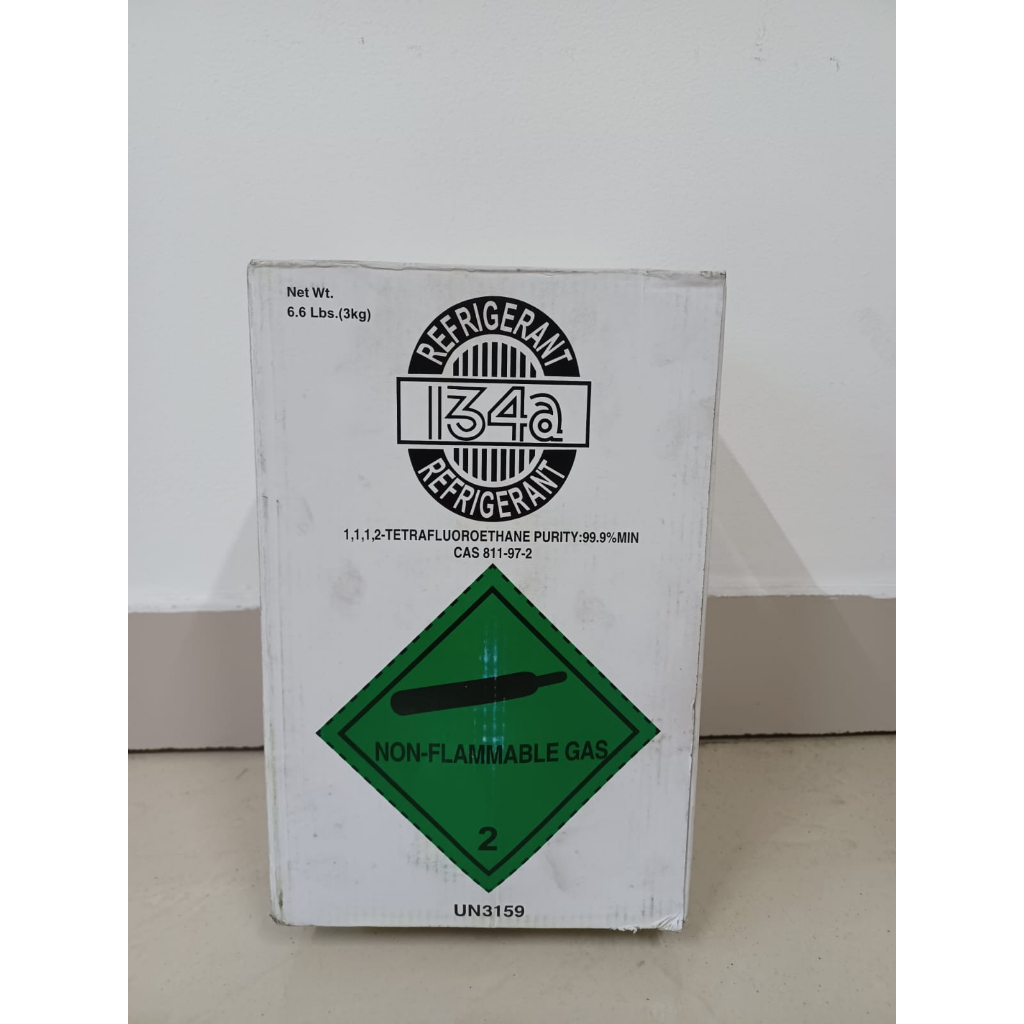 Net Wt.
6.6 Lbs.(3kg)
REFRIGERANT
134a
REFRIGERANT
1,1,1,2-TETRAFLUOROETHANE PURITY:99.9%MIN
CAS 811-97-2
NON-FLAMMABLE GAS
2
UN3159